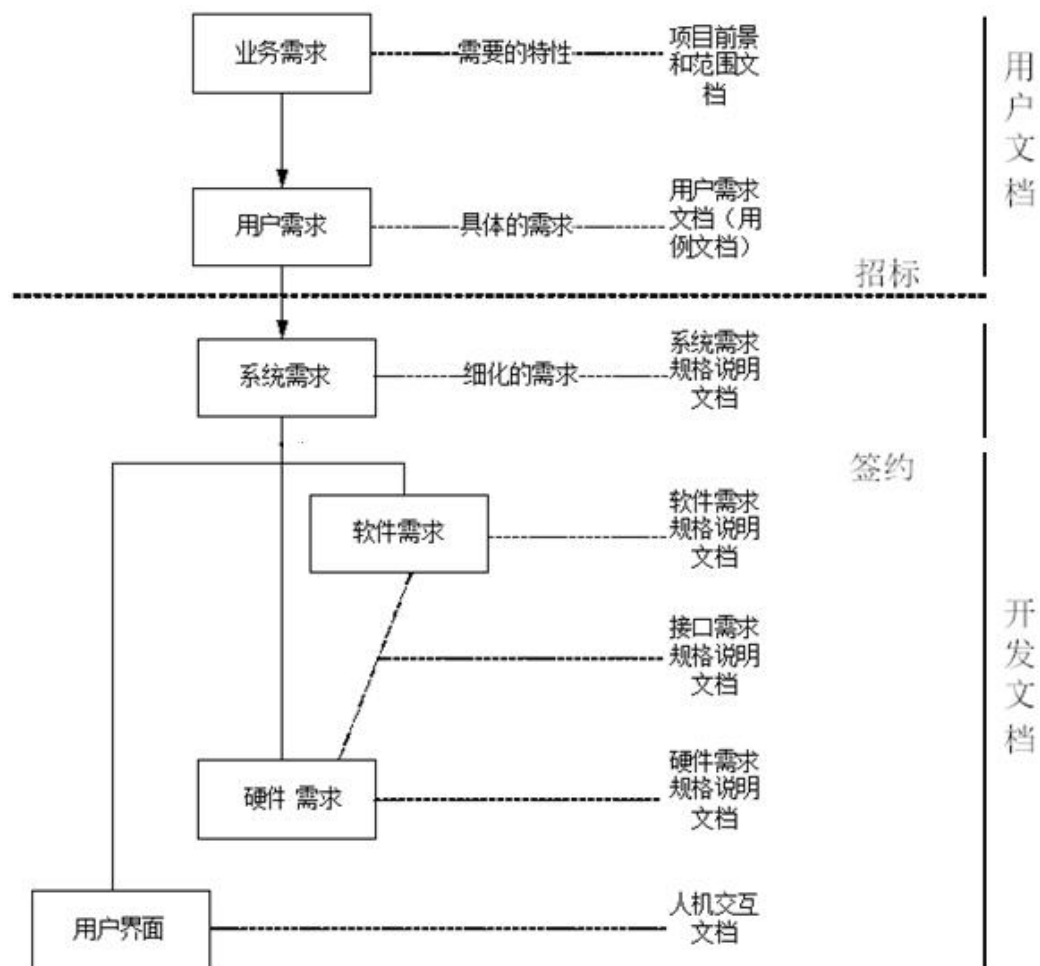 业务需求
需要的特性
项目前景
和范围文
档
用户需求
具体的需求
用户需求
文档（用
例文档）
用
户
文
档
招标
系统需求
细化的需求
系统需求
规格说明
文档
签约
软件需求
软件需求
规格说明
文档
接口需求
规格说明
文档
硬件 需求
硬件需求
规格说明
文档
用户界面
人机交互
文档
开
发
文
档